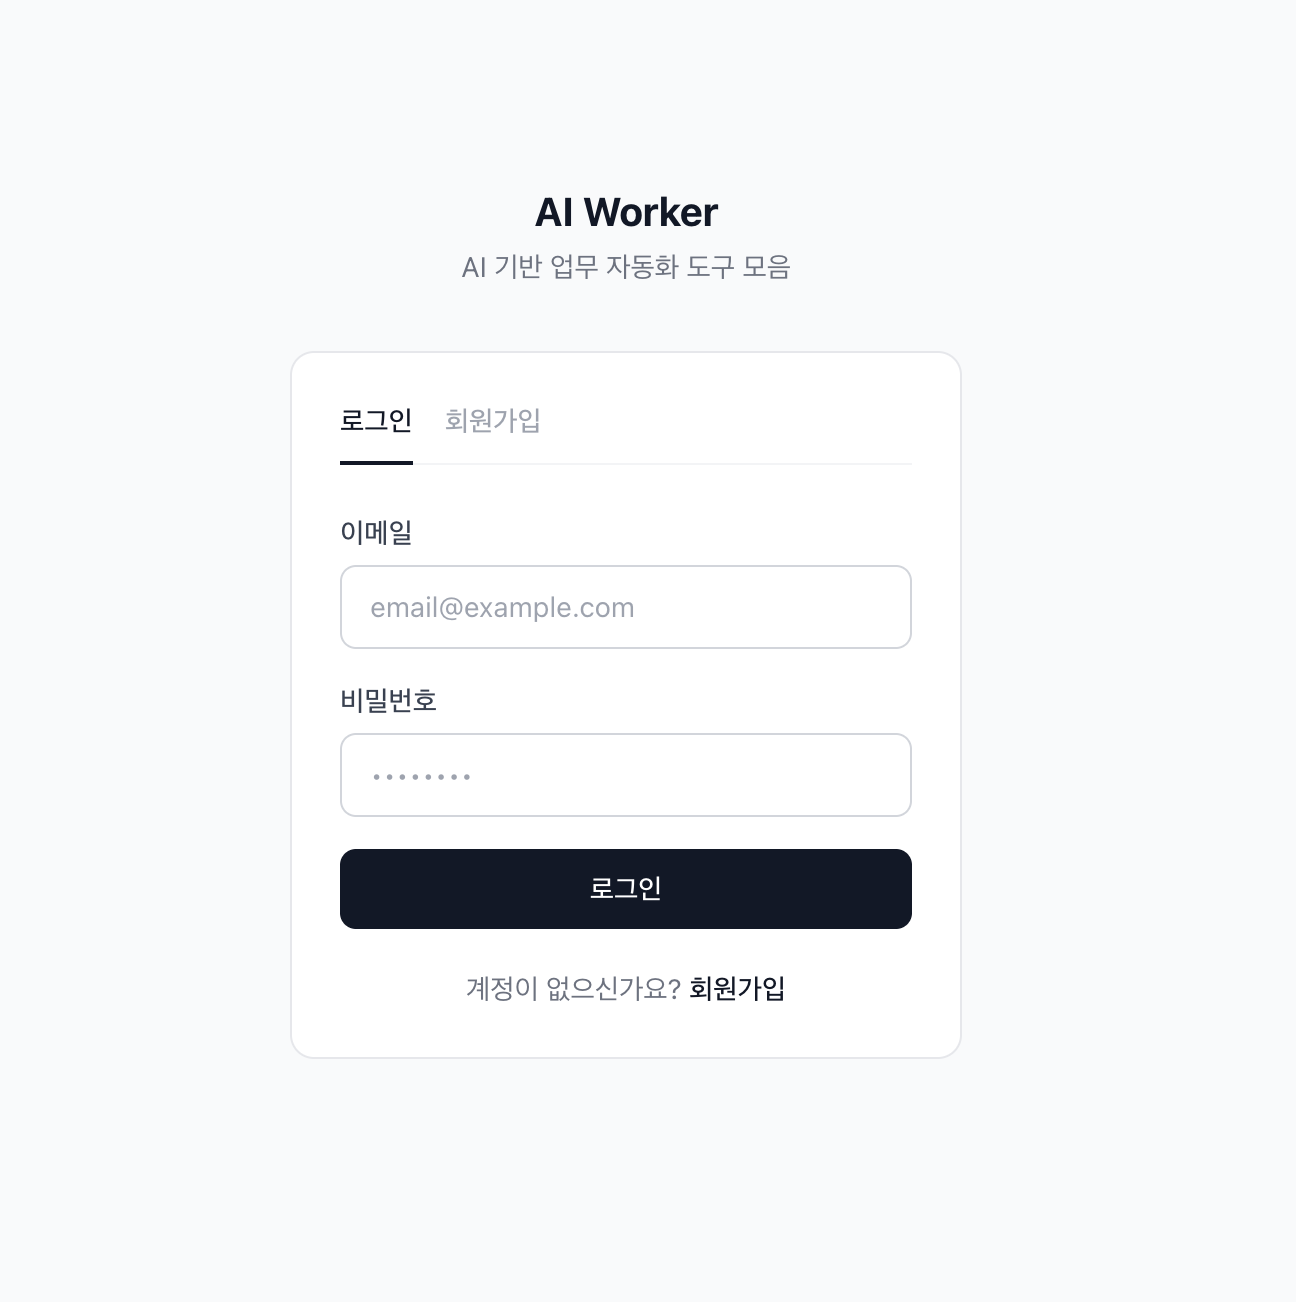 AI Worker
AI 기반 업무 자동화 도구 모음
로그인 회원가입
이메일
email@example.com
비밀번호
••••••••
로그인
계정이 없으신가요? 회원가입